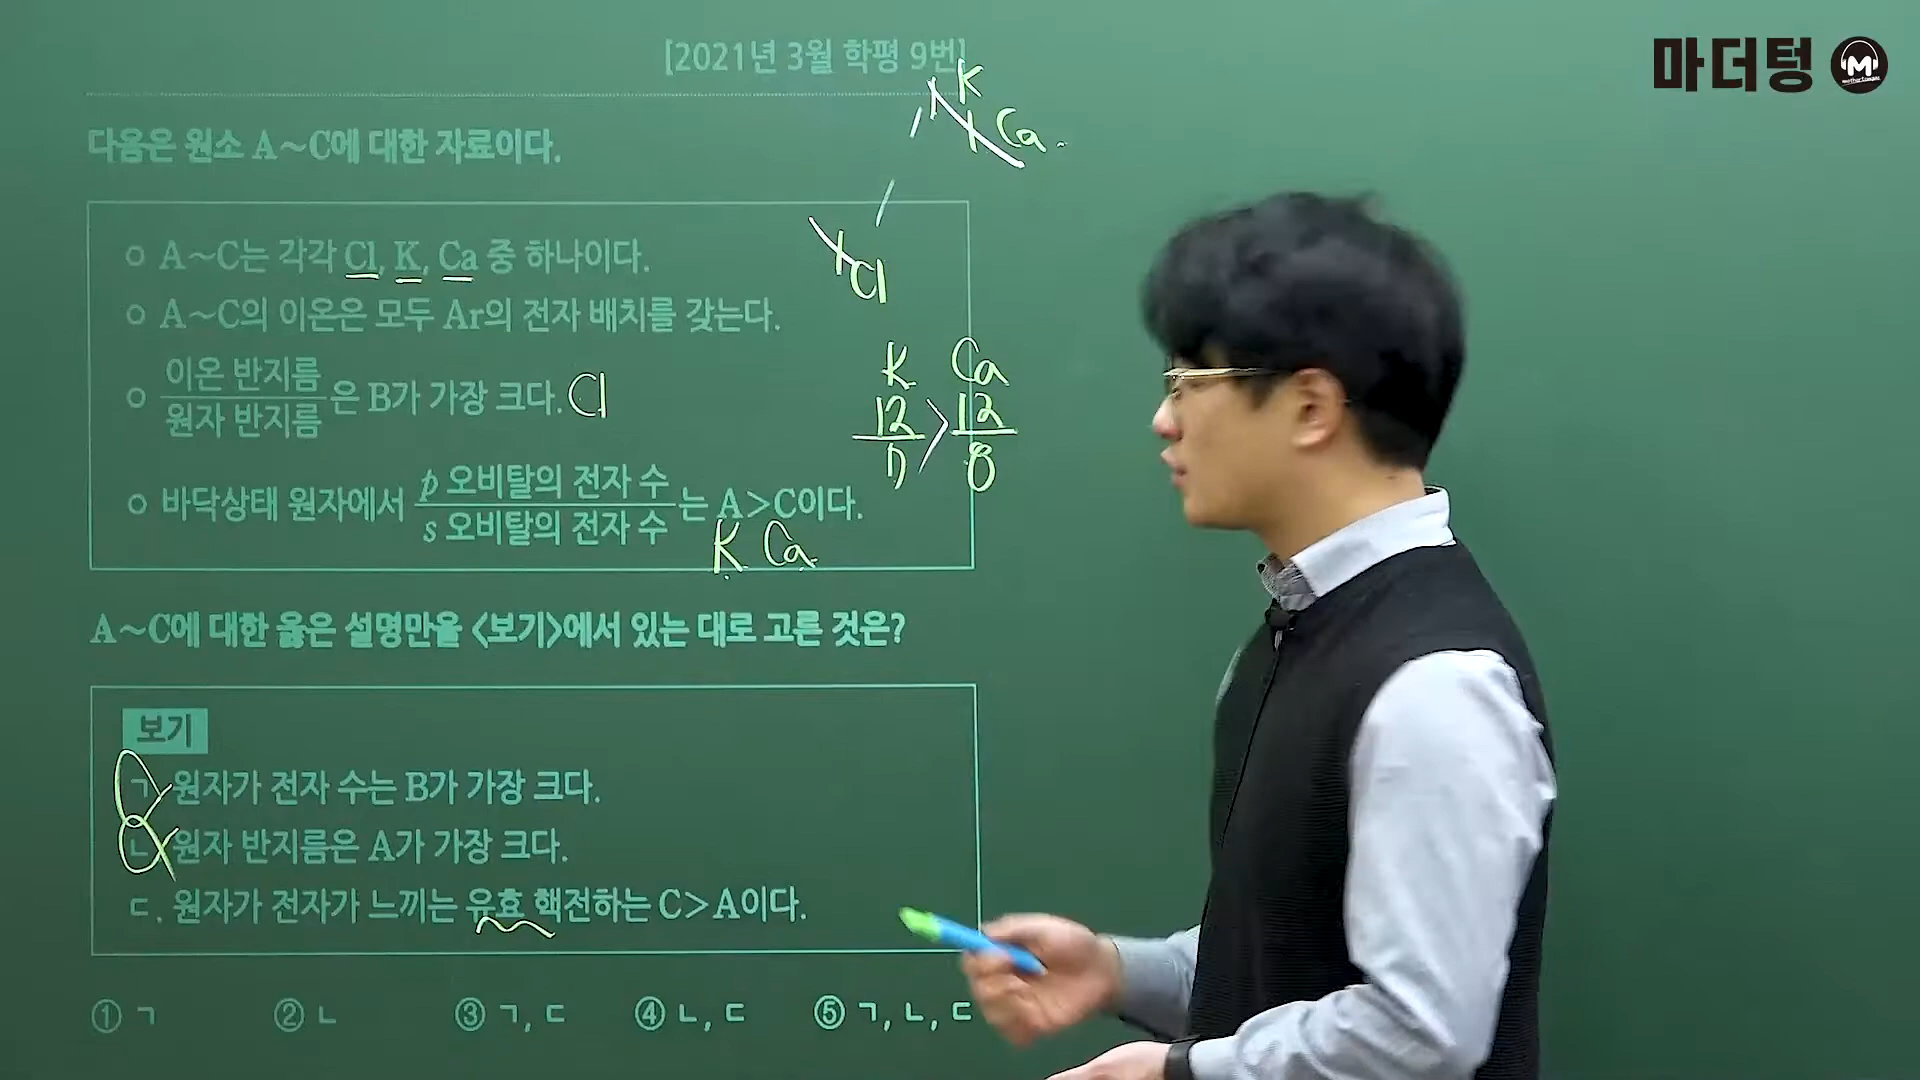 마더텅
[2021년 3월 학평 9번]
K
Ca
다음은 원소 A~C에 대한 자료이다.
○ A~C는 각각 Cl, K, Ca 중 하나이다.
Cl
○ A~C의 이온은 모두 Ar의 전자 배치를 갖는다.
○ 이온 반지름
원자 반지름
은 B가 가장 크다. Cl
K Ca
12 > 12
7 8
○ 바닥상태 원자에서 p 오비탈의 전자 수
s 오비탈의 전자 수
는 A>C이다.
K Ca
A~C에 대한 옳은 설명만을 <보기>에서 있는 대로 고른 것은?
보기
ㄱ. 원자가 전자 수는 B가 가장 크다.
ㄴ. 원자 반지름은 A가 가장 크다.
ㄷ. 원자가 전자가 느끼는 유효 핵전하는 C>A이다.
① ㄱ ② ㄴ ③ ㄱ, ㄷ ④ ㄴ, ㄷ ⑤ ㄱ, ㄴ, ㄷ